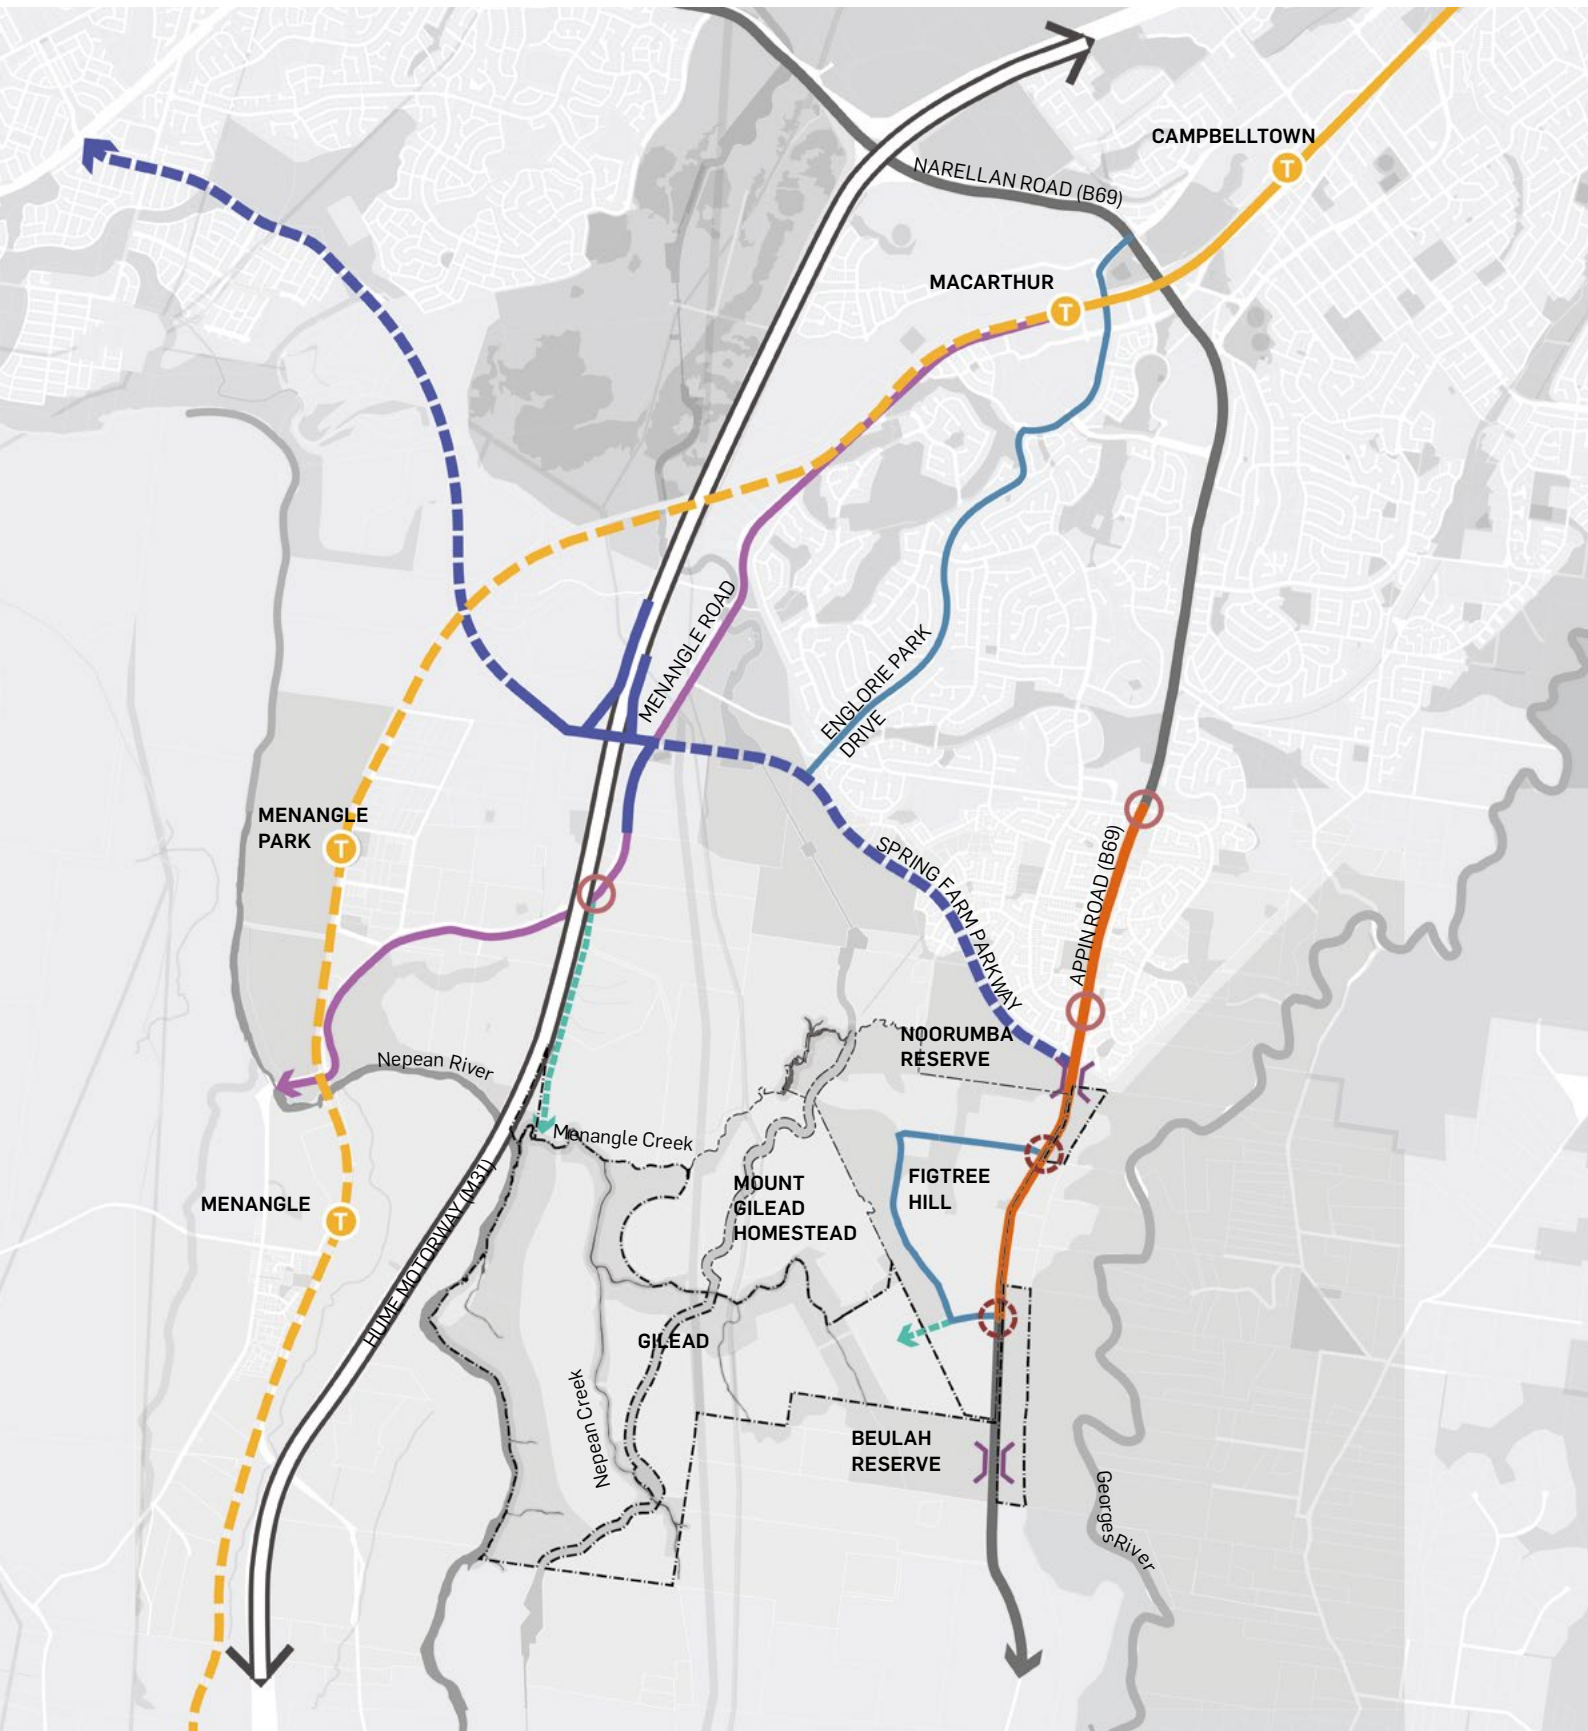 CAMPBELLTOWN
T
NARELLAN ROAD (B69)
MACARTHUR
T
MENANGLE ROAD
ENGLORIE PARK
DRIVE
MENANGLE
PARK
T
SPRING FARM PARKWAY
APPIN ROAD (B69)
NOORUMBA
RESERVE
Nepean River
Menangle Creek
MENANGLE
T
HUME MOTORWAY (M31)
MOUNT
GILEAD
HOMESTEAD
FIGTREE
HILL
GILEAD
Nepean Creek
BEULAH
RESERVE
Georges River